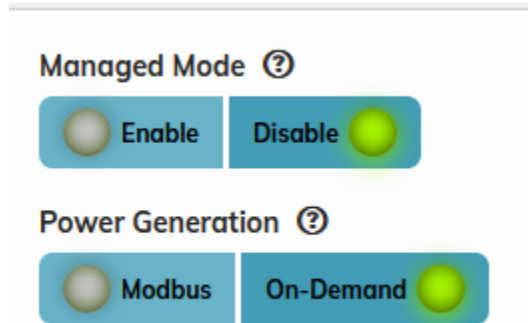 Managed Mode ?
Enable Disable
Power Generation ?
Modbus On-Demand